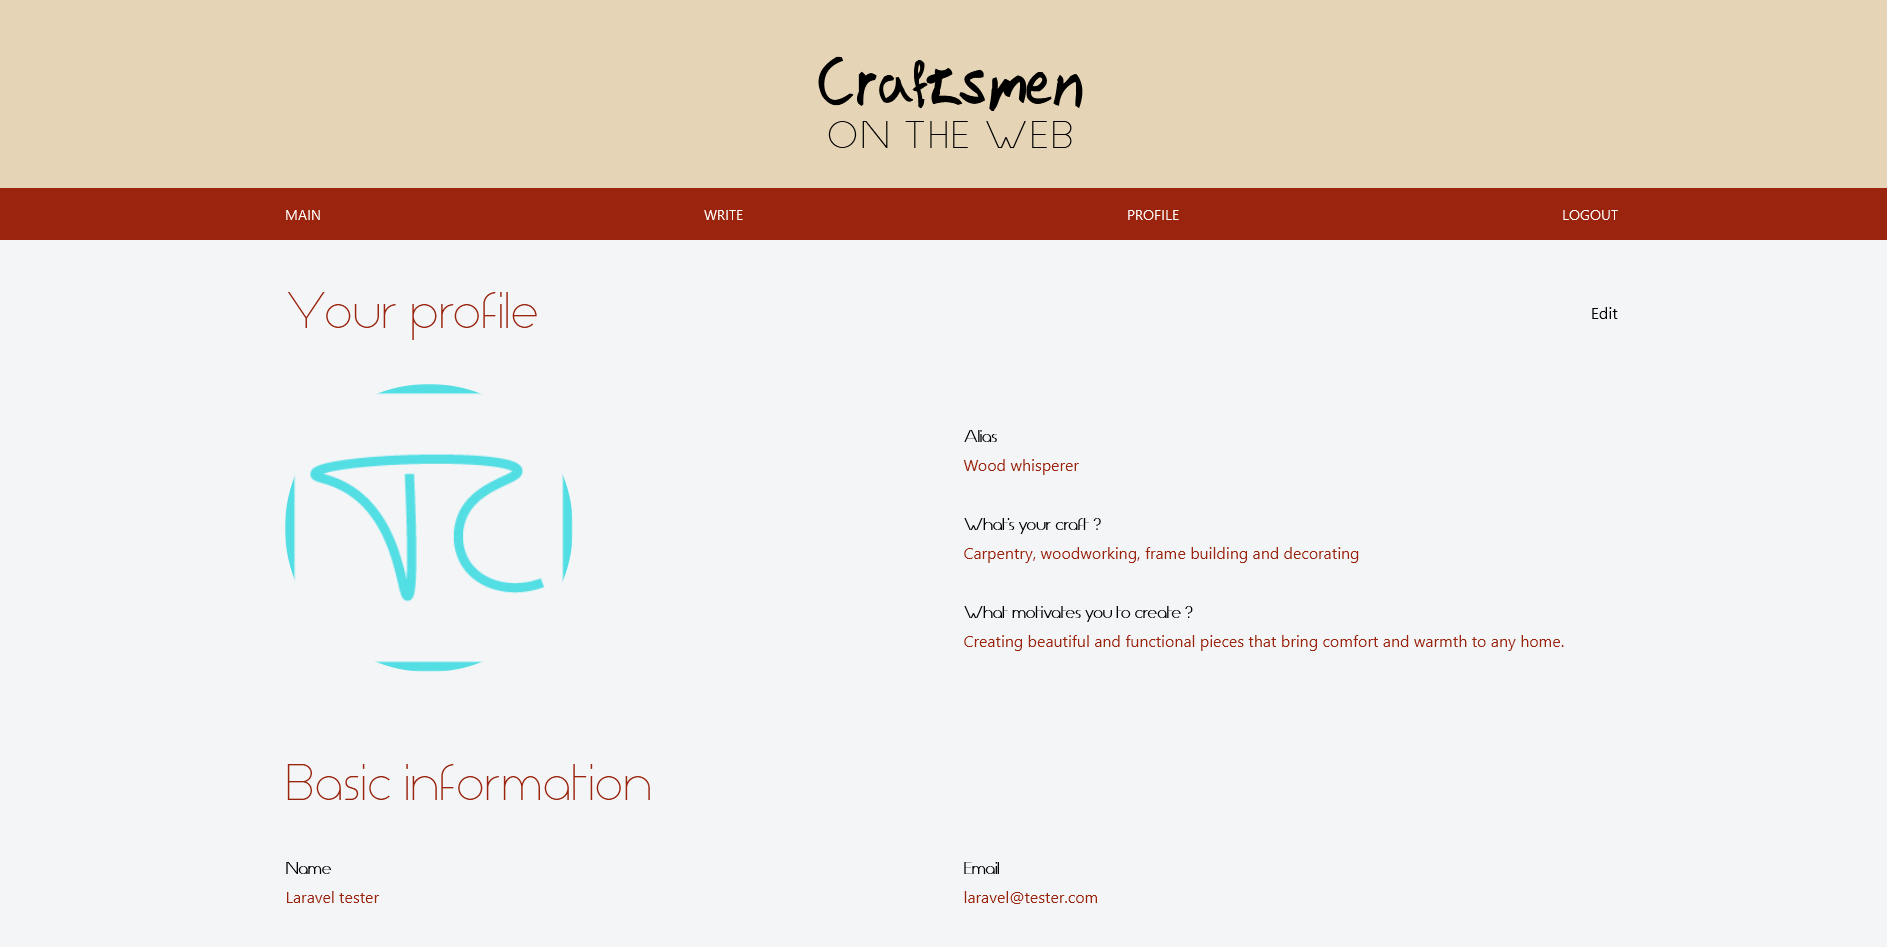 Craftsmen
ON THE WEB
MAIN WRITE PROFILE LOGOUT
Your profile
Edit
Alias
Wood whisperer
What's your craft ?
Carpentry, woodworking, frame building and decorating
What motivates you to create ?
Creating beautiful and functional pieces that bring comfort and warmth to any home.
Basic information
Name
Laravel tester
Email
laravel@tester.com